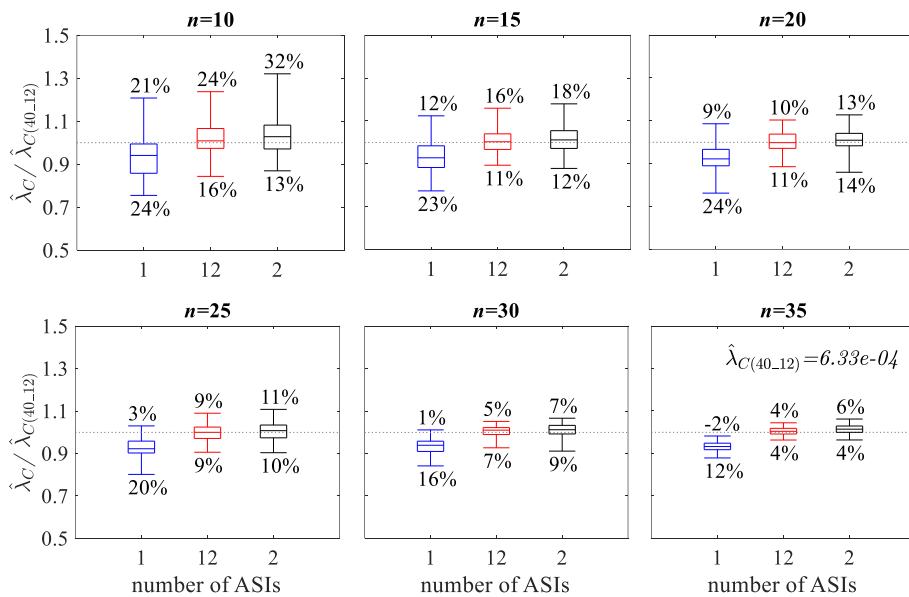 n=10 n=15 n=20
1.5
1.3
1.1
0.9
0.7
0.5
λ̂_C / λ̂_{C(40_12)}
21% 24% 32%
24% 16% 13%
12% 16% 18%
23% 11% 12%
9% 10% 13%
24% 11% 14%
1 12 2
1 12 2
1 12 2
n=25 n=30 n=35
1.5
1.3
1.1
0.9
0.7
0.5
λ̂_C / λ̂_{C(40_12)}
3% 9% 11%
20% 9% 10%
1% 5% 7%
16% 7% 9%
λ̂_{C(40_12)}=6.33e-04
-2% 4% 6%
12% 4% 4%
1 12 2
1 12 2
1 12 2
number of ASIs number of ASIs number of ASIs